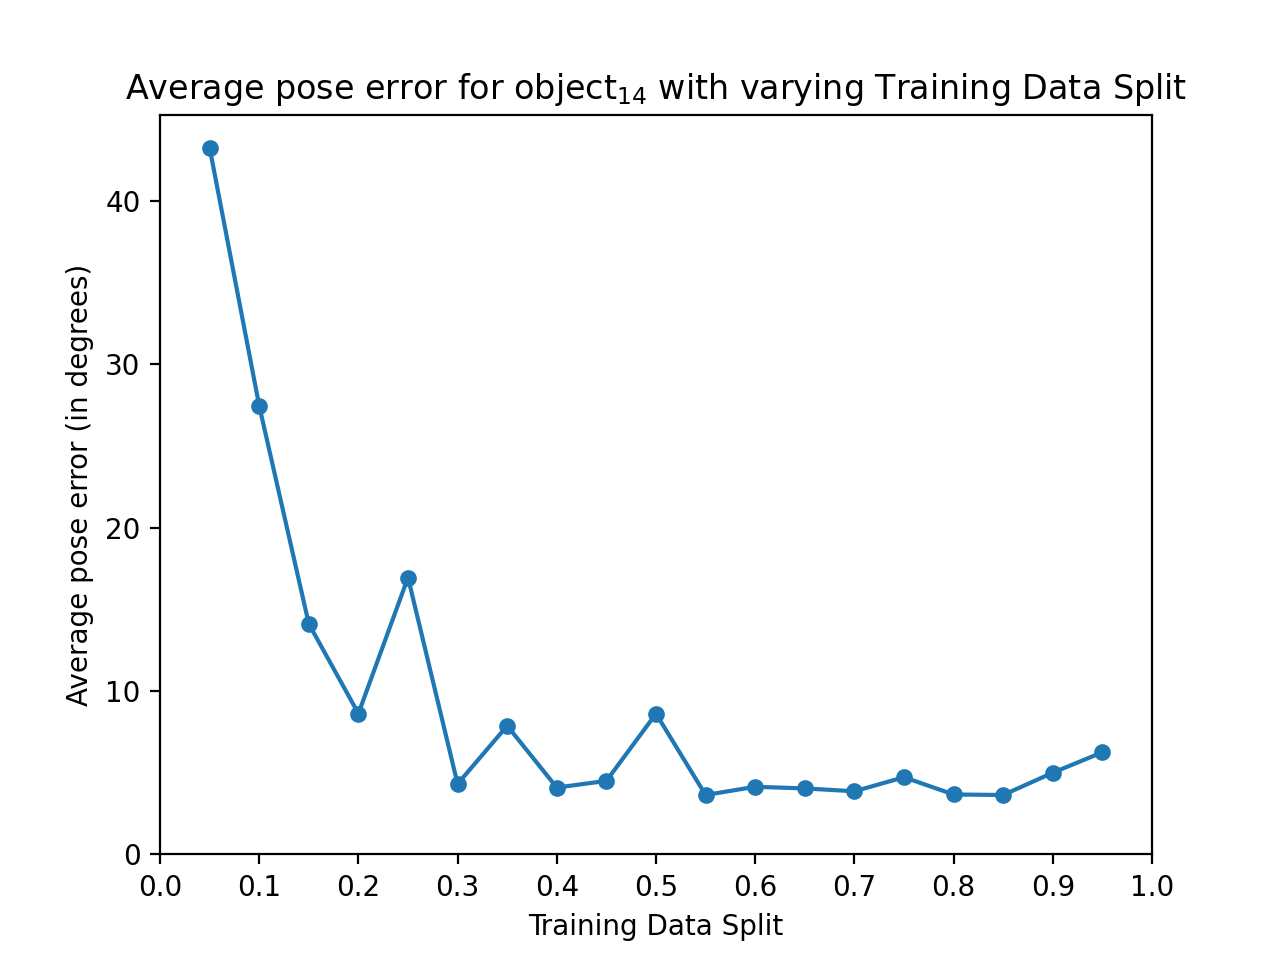 Average pose error for object₁₄ with varying Training Data Split
Average pose error (in degrees)
40
30
20
10
0
0.0 0.1 0.2 0.3 0.4 0.5 0.6 0.7 0.8 0.9 1.0
Training Data Split